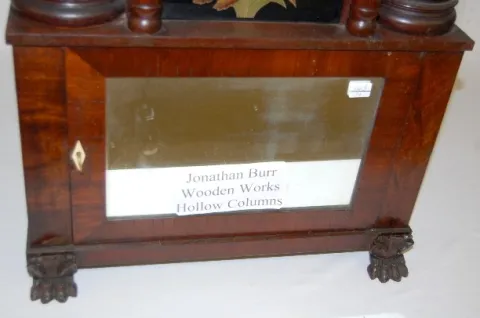 Jonathan Burr
Wooden Works
Hollow Columns